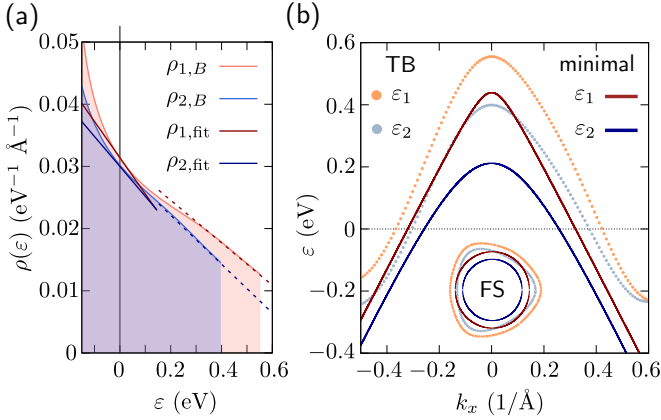 (a)
0.05
0.04
0.03
0.02
0.01
0
ρ(ε) (eV⁻¹ Å⁻¹)
ρ₁,B
ρ₂,B
ρ₁,fit
ρ₂,fit
0 0.2 0.4 0.6
ε (eV)
(b)
0.6
0.4
0.2
0
−0.2
−0.4
ε (eV)
TB
ε₁
ε₂
minimal
ε₁
ε₂
FS
−0.4 −0.2 0 0.2 0.4 0.6
kₓ (1/Å)